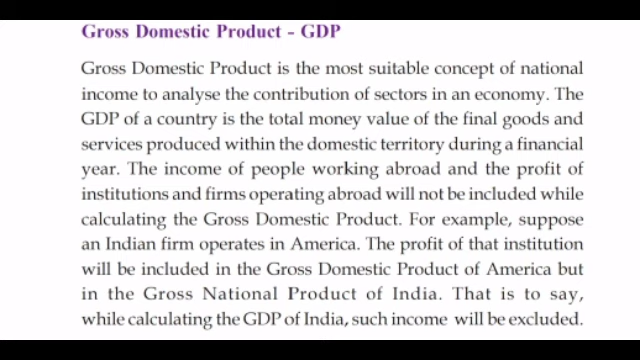 Gross Domestic Product - GDP
Gross Domestic Product is the most suitable concept of national
income to analyse the contribution of sectors in an economy. The
GDP of a country is the total money value of the final goods and
services produced within the domestic territory during a financial
year. The income of people working abroad and the profit of
institutions and firms operating abroad will not be included while
calculating the Gross Domestic Product. For example, suppose
an Indian firm operates in America. The profit of that institution
will be included in the Gross Domestic Product of America but
in the Gross National Product of India. That is to say,
while calculating the GDP of India, such income will be excluded.